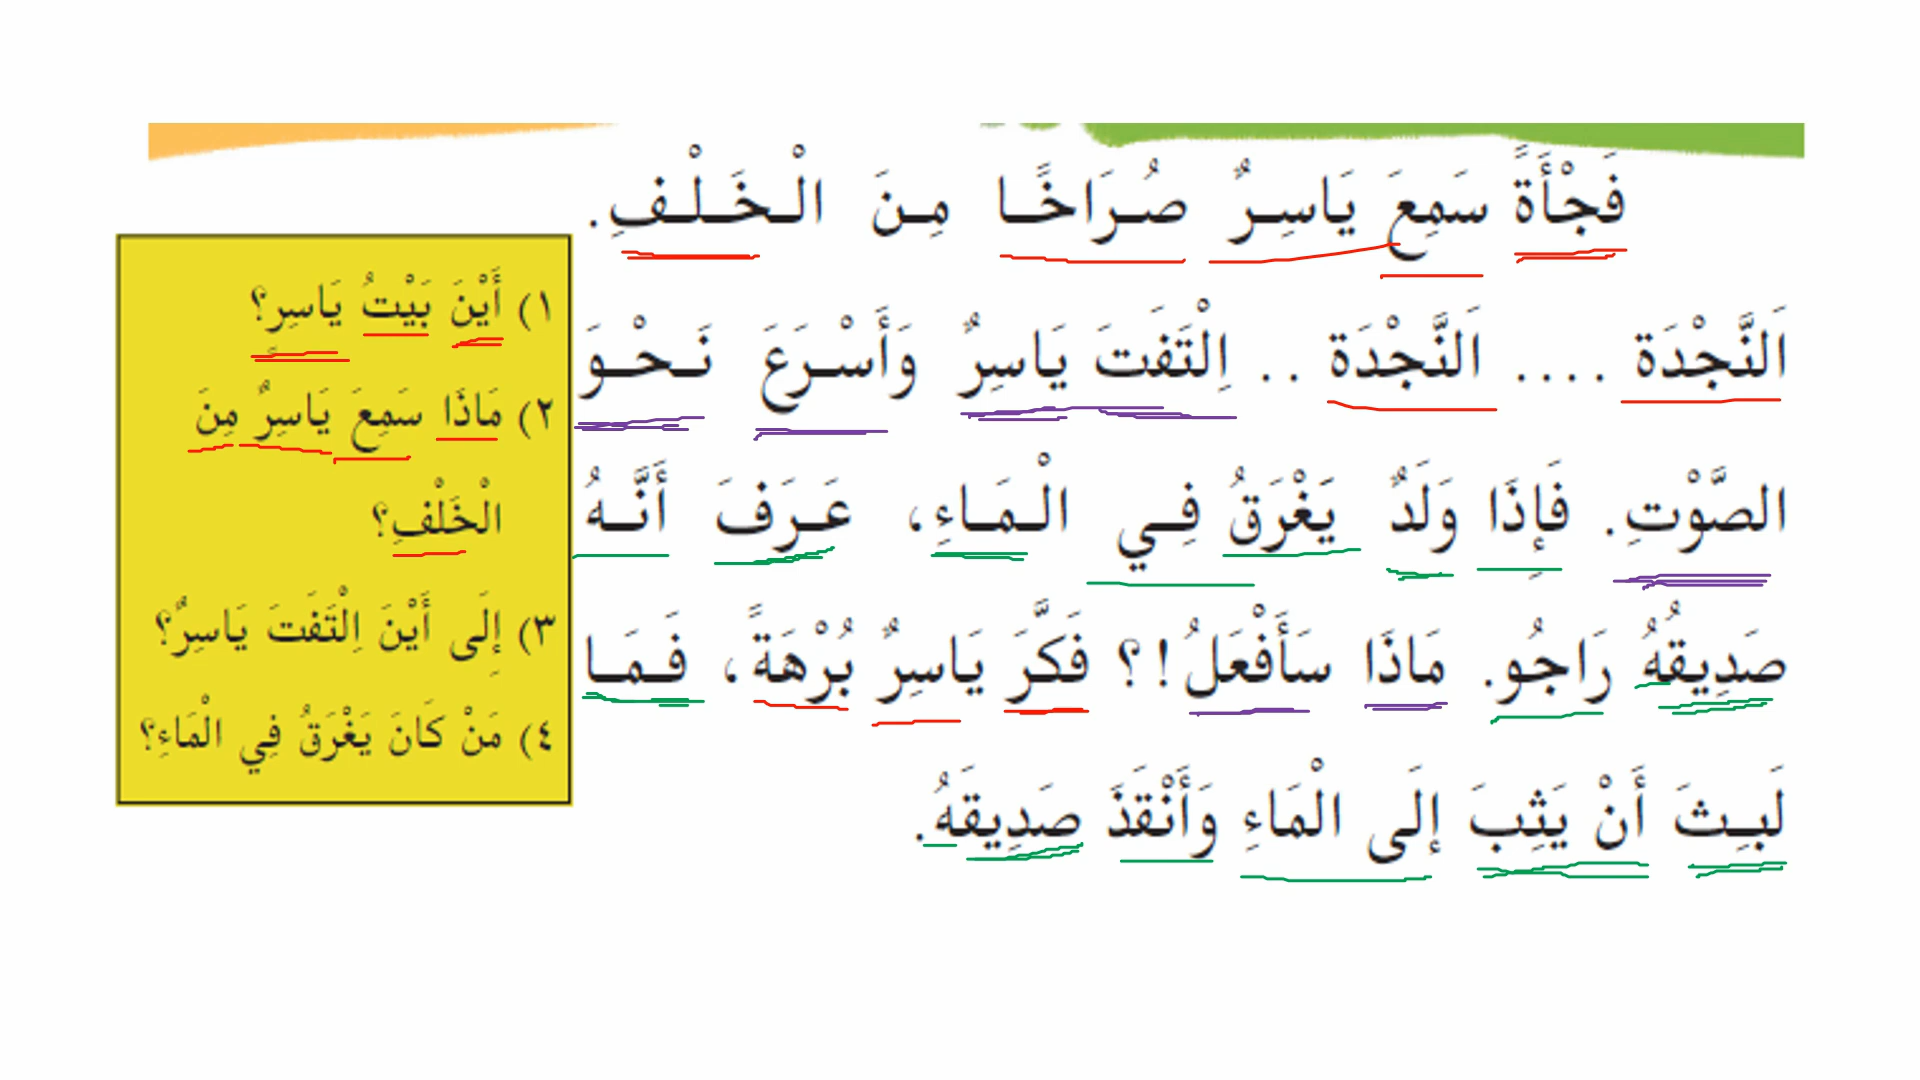 فَجْأَةً سَمِعَ يَاسِرٌ صُرَاخًا مِنَ الْخَلْفِ.
اَلنَّجْدَة .... اَلنَّجْدَة .. اِلْتَفَتَ يَاسِرٌ وَأَسْرَعَ نَحْوَ
الصَّوْتِ. فَإِذَا وَلَدٌ يَغْرَقُ فِي الْمَاءِ، عَرَفَ أَنَّهُ
صَدِيقُهُ رَاجُو. مَاذَا سَأَفْعَلُ!؟ فَكَّرَ يَاسِرٌ بُرْهَةً، فَمَا
لَبِثَ أَنْ يَثِبَ إِلَى الْمَاءِ وَأَنْقَذَ صَدِيقَهُ.
١) أَيْنَ بَيْتُ يَاسِرٍ؟
٢) مَاذَا سَمِعَ يَاسِرٌ مِنَ
الْخَلْفِ؟
٣) إِلَى أَيْنَ اِلْتَفَتَ يَاسِرٌ؟
٤) مَنْ كَانَ يَغْرَقُ فِي الْمَاءِ؟